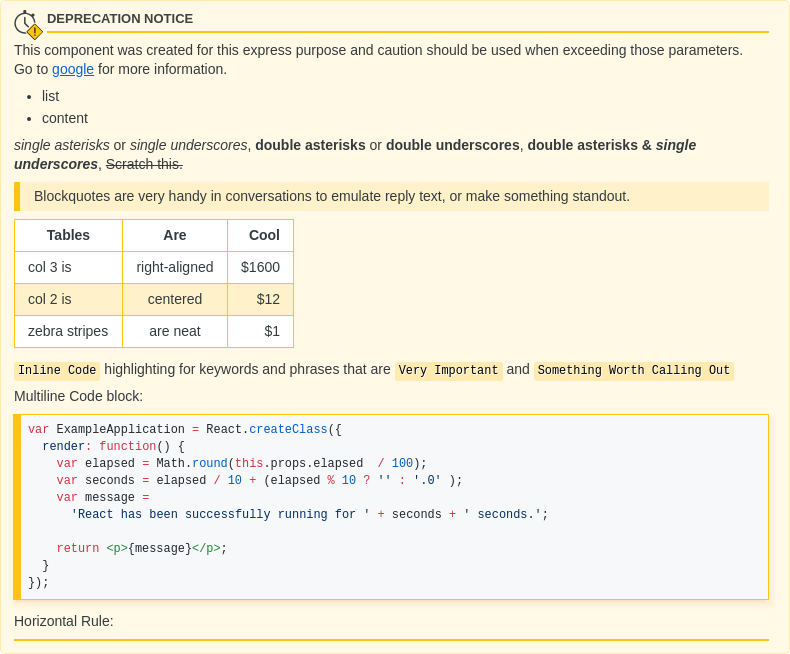 DEPRECATION NOTICE
This component was created for this express purpose and caution should be used when exceeding those parameters.
Go to google for more information.
• list
• content
single asterisks or single underscores, double asterisks or double underscores, double asterisks & single
underscores, Scratch this.
Blockquotes are very handy in conversations to emulate reply text, or make something standout.
Tables Are Cool
col 3 is right-aligned $1600
col 2 is centered $12
zebra stripes are neat $1
Inline Code highlighting for keywords and phrases that are Very Important and Something Worth Calling Out
Multiline Code block:
var ExampleApplication = React.createClass({
  render: function() {
    var elapsed = Math.round(this.props.elapsed  / 100);
    var seconds = elapsed / 10 + (elapsed % 10 ? '' : '.0' );
    var message =
      'React has been successfully running for ' + seconds + ' seconds.';
    return <p>{message}</p>;
  }
});
Horizontal Rule: